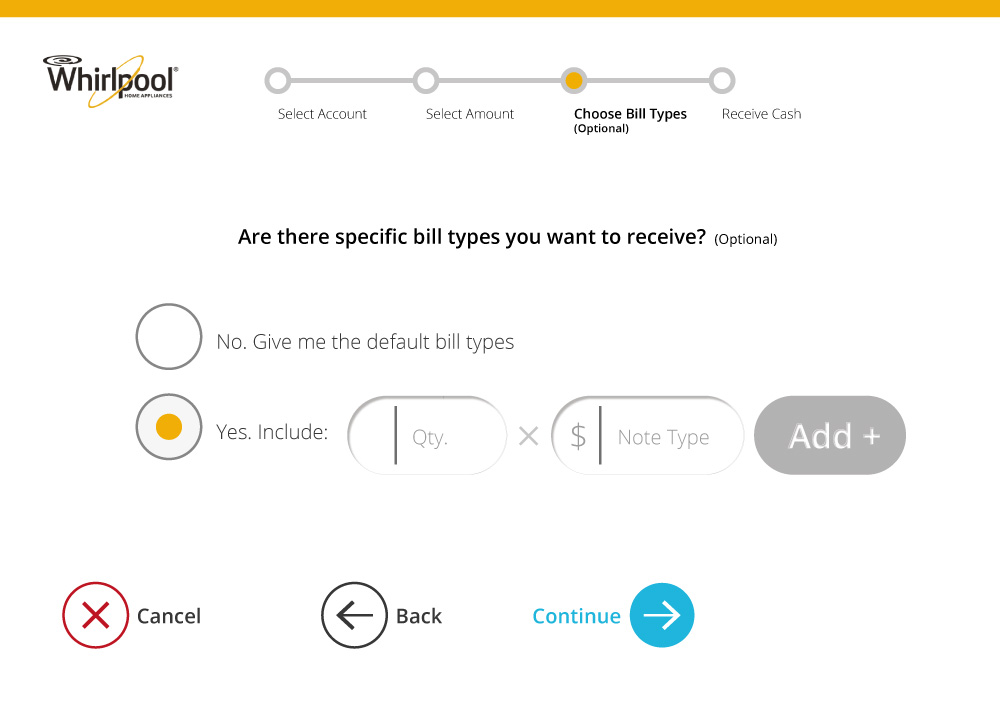 Whirlpool®
HOME APPLIANCES
Select Account
Select Amount
Choose Bill Types
(Optional)
Receive Cash
Are there specific bill types you want to receive? (Optional)
No. Give me the default bill types
Yes. Include: Qty. × $ Note Type Add +
Cancel
Back
Continue